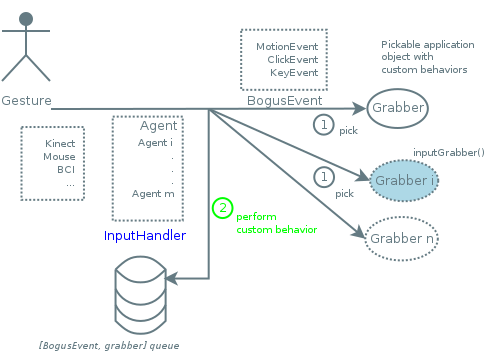 Pickable application
object with
custom behaviors
MotionEvent
ClickEvent
KeyEvent
Gesture
BogusEvent
Grabber
1
pick
Kinect
Mouse
BCI
...
Agent
Agent i
.
.
.
Agent m
inputGrabber()
1
pick
Grabber i
2
perform
custom behavior
InputHandler
Grabber n
[BogusEvent, grabber] queue